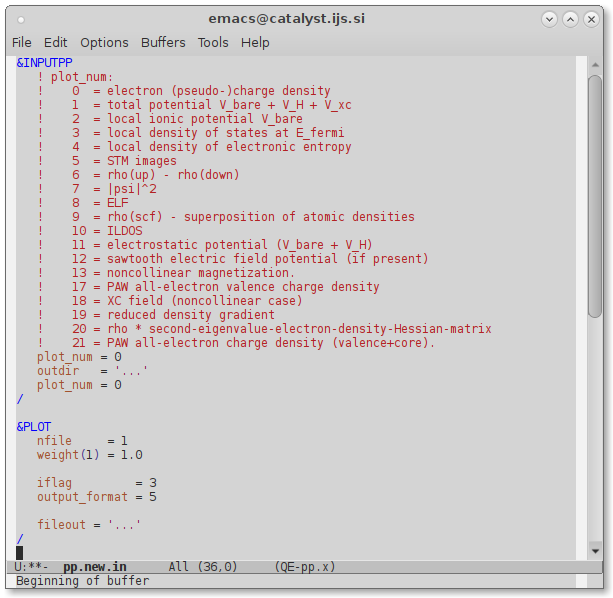 emacs@catalyst.ijs.si
File Edit Options Buffers Tools Help
&INPUTPP
   ! plot_num:
   !    0  = electron (pseudo-)charge density
   !    1  = total potential V_bare + V_H + V_xc
   !    2  = local ionic potential V_bare
   !    3  = local density of states at E_fermi
   !    4  = local density of electronic entropy
   !    5  = STM images
   !    6  = rho(up) - rho(down)
   !    7  = |psi|^2
   !    8  = ELF
   !    9  = rho(scf) - superposition of atomic densities
   !    10 = ILDOS
   !    11 = electrostatic potential (V_bare + V_H)
   !    12 = sawtooth electric field potential (if present)
   !    13 = noncollinear magnetization.
   !    17 = PAW all-electron valence charge density
   !    18 = XC field (noncollinear case)
   !    19 = reduced density gradient
   !    20 = rho * second-eigenvalue-electron-density-Hessian-matrix
   !    21 = PAW all-electron charge density (valence+core).
   plot_num = 0
   outdir   = '...'
   plot_num = 0
/
&PLOT
   nfile     = 1
   weight(1) = 1.0
   iflag         = 3
   output_format = 5
   fileout = '...'
/
U:**-  pp.new.in      All (36,0)     (QE-pp.x)
Beginning of buffer